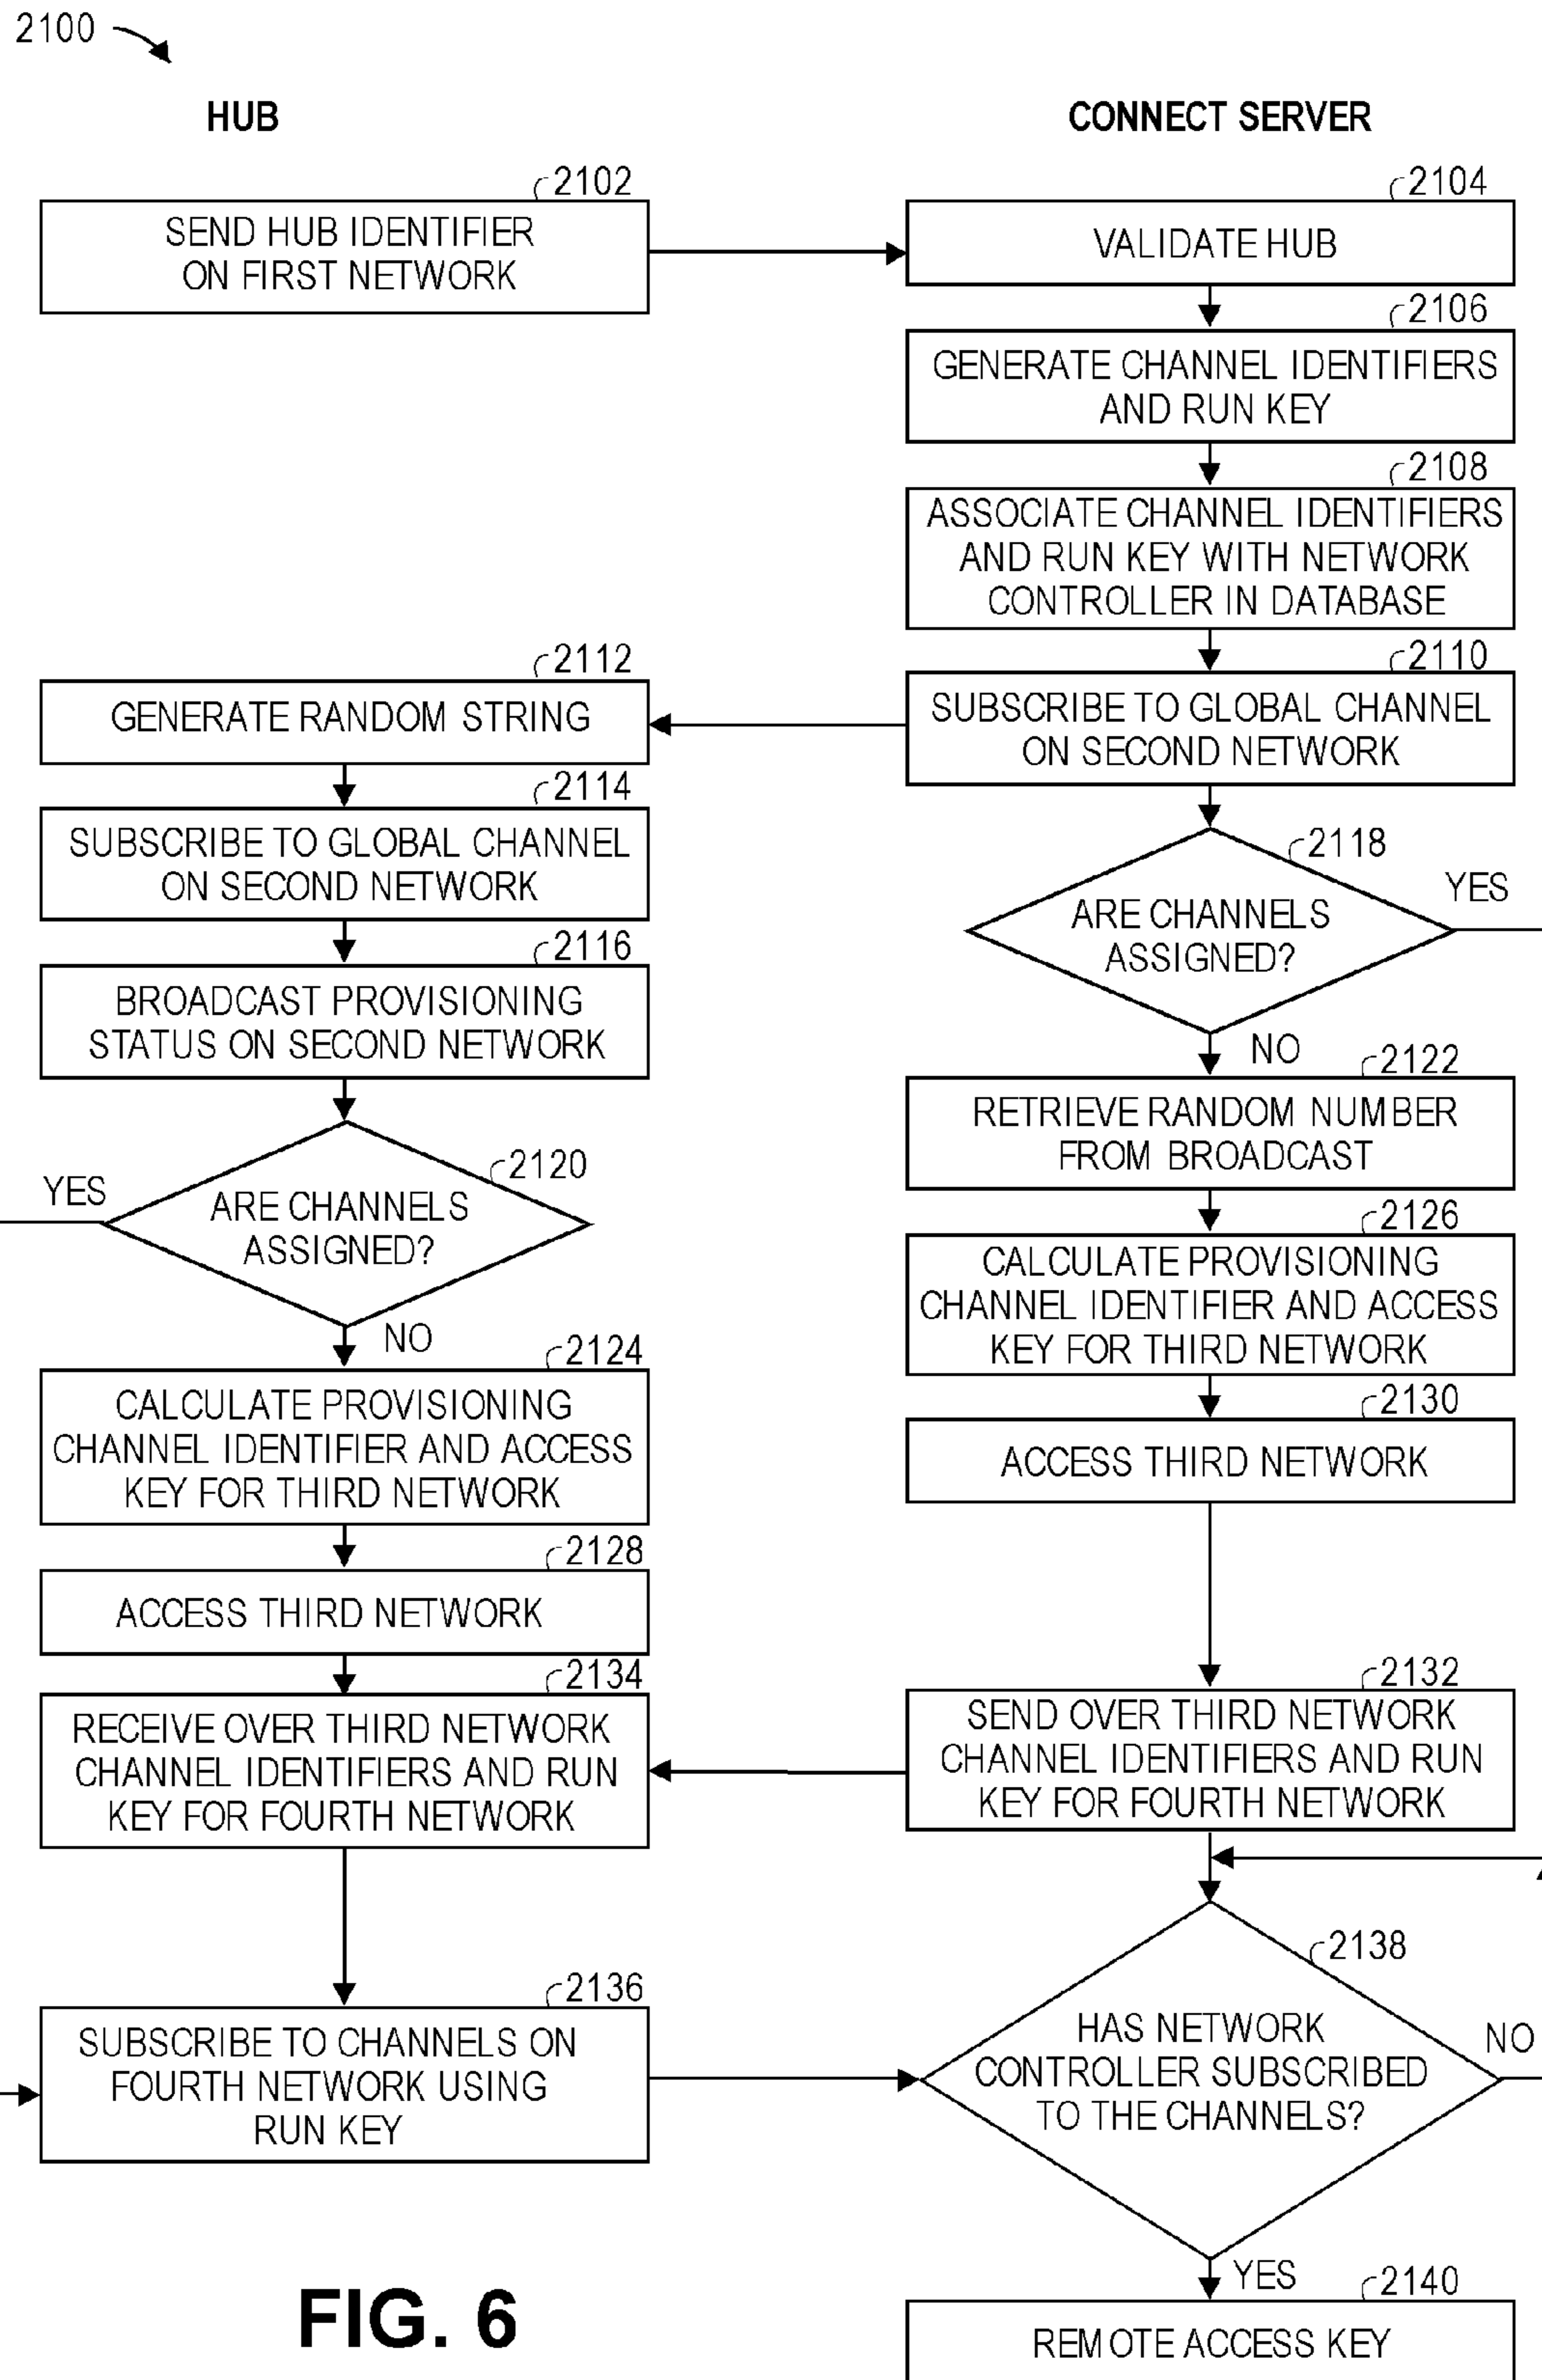 2100
HUB
CONNECT SERVER
2102
SEND HUB IDENTIFIER
ON FIRST NETWORK
2104
VALIDATE HUB
2106
GENERATE CHANNEL IDENTIFIERS
AND RUN KEY
2108
ASSOCIATE CHANNEL IDENTIFIERS
AND RUN KEY WITH NETWORK
CONTROLLER IN DATABASE
2110
SUBSCRIBE TO GLOBAL CHANNEL
ON SECOND NETWORK
2112
GENERATE RANDOM STRING
2114
SUBSCRIBE TO GLOBAL CHANNEL
ON SECOND NETWORK
2116
BROADCAST PROVISIONING
STATUS ON SECOND NETWORK
2118
ARE CHANNELS
ASSIGNED?
YES
NO
2120
ARE CHANNELS
ASSIGNED?
YES
NO
2122
RETRIEVE RANDOM NUMBER
FROM BROADCAST
2126
CALCULATE PROVISIONING
CHANNEL IDENTIFIER AND ACCESS
KEY FOR THIRD NETWORK
2130
ACCESS THIRD NETWORK
2124
CALCULATE PROVISIONING
CHANNEL IDENTIFIER AND ACCESS
KEY FOR THIRD NETWORK
2128
ACCESS THIRD NETWORK
2134
RECEIVE OVER THIRD NETWORK
CHANNEL IDENTIFIERS AND RUN
KEY FOR FOURTH NETWORK
2132
SEND OVER THIRD NETWORK
CHANNEL IDENTIFIERS AND RUN
KEY FOR FOURTH NETWORK
2136
SUBSCRIBE TO CHANNELS ON
FOURTH NETWORK USING
RUN KEY
2138
HAS NETWORK
CONTROLLER SUBSCRIBED
TO THE CHANNELS?
NO
YES
2140
REMOTE ACCESS KEY
FIG. 6